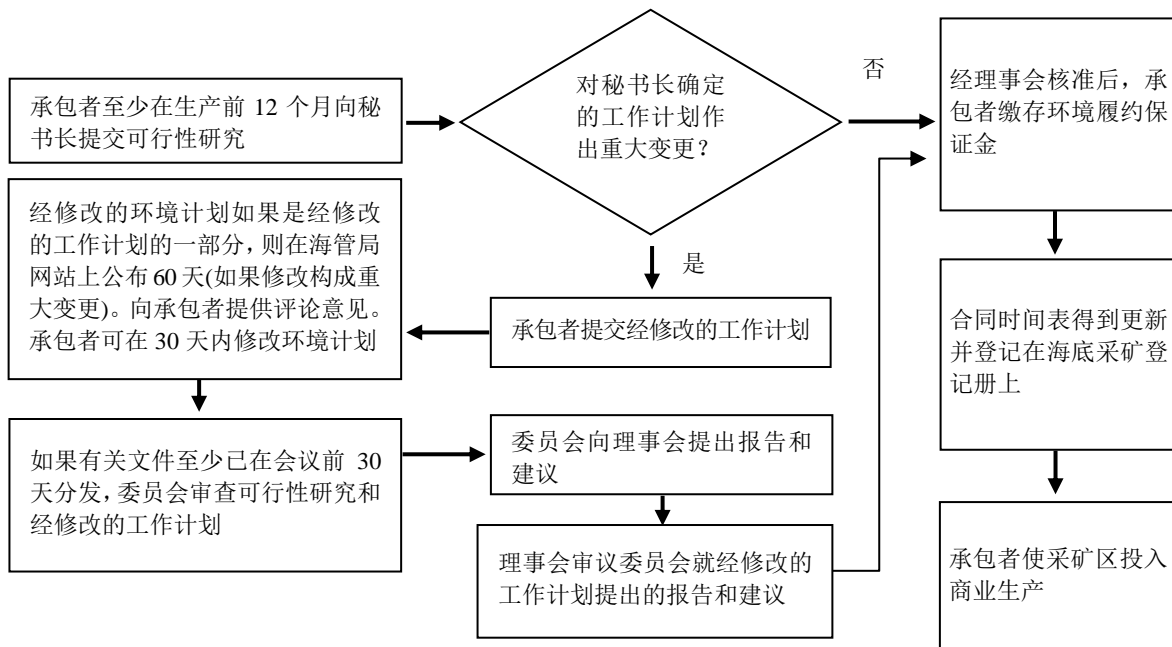 承包者至少在生产前 12 个月向秘
书长提交可行性研究
对秘书长确定
的工作计划作
出重大变更？
否
是
经理事会核准后，承
包者缴存环境履约保
证金
经修改的环境计划如果是经修改
的工作计划的一部分，则在海管局
网站上公布 60 天(如果修改构成重
大变更)。向承包者提供评论意见。
承包者可在 30 天内修改环境计划
承包者提交经修改的工作计划
合同时间表得到更新
并登记在海底采矿登
记册上
如果有关文件至少已在会议前 30
天分发，委员会审查可行性研究和
经修改的工作计划
委员会向理事会提出报告和
建议
理事会审议委员会就经修改的
工作计划提出的报告和建议
承包者使采矿区投入
商业生产